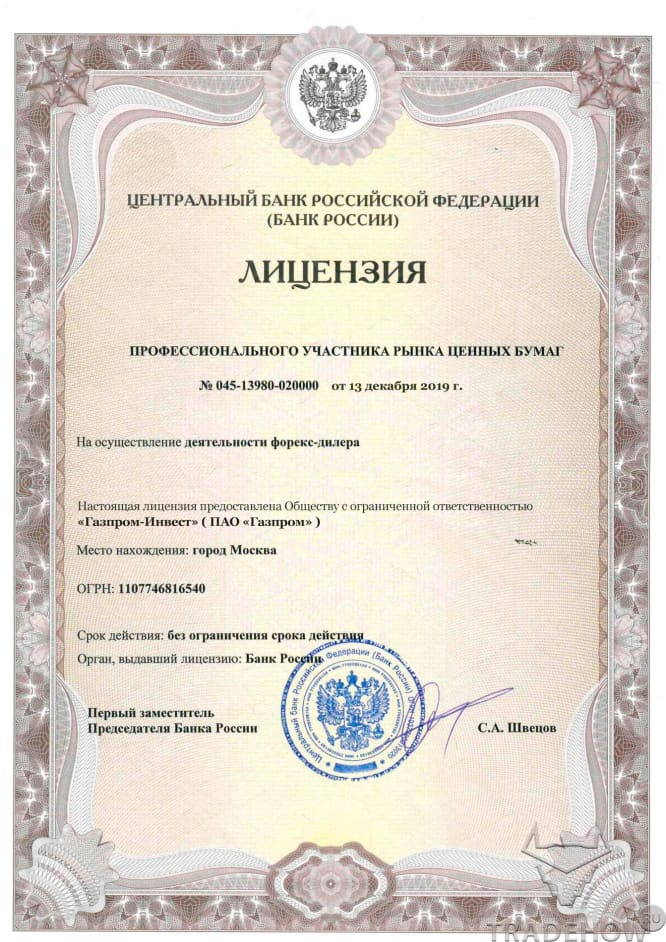 ЦЕНТРАЛЬНЫЙ БАНК РОССИЙСКОЙ ФЕДЕРАЦИИ
(БАНК РОССИИ)
ЛИЦЕНЗИЯ
ПРОФЕССИОНАЛЬНОГО УЧАСТНИКА РЫНКА ЦЕННЫХ БУМАГ
№ 045-13980-020000 от 13 декабря 2019 г.
На осуществление деятельности форекс-дилера
Настоящая лицензия предоставлена Обществу с ограниченной ответственностью
«Газпром-Инвест» ( ПАО «Газпром» )
Место нахождения: город Москва
ОГРН: 1107746816540
Срок действия: без ограничения срока действия
Орган, выдавший лицензию: Банк России
Центральный банк Российской Федерации (Банк России)
Первый заместитель
Председателя Банка России
С.А. Швецов
TRADEHOW
RU